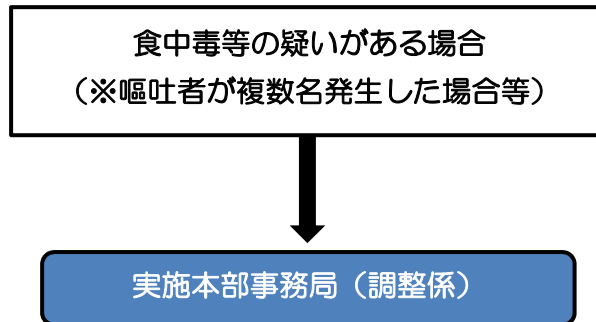 食中毒等の疑いがある場合
（※嘔吐者が複数名発生した場合等）
実施本部事務局（調整係）